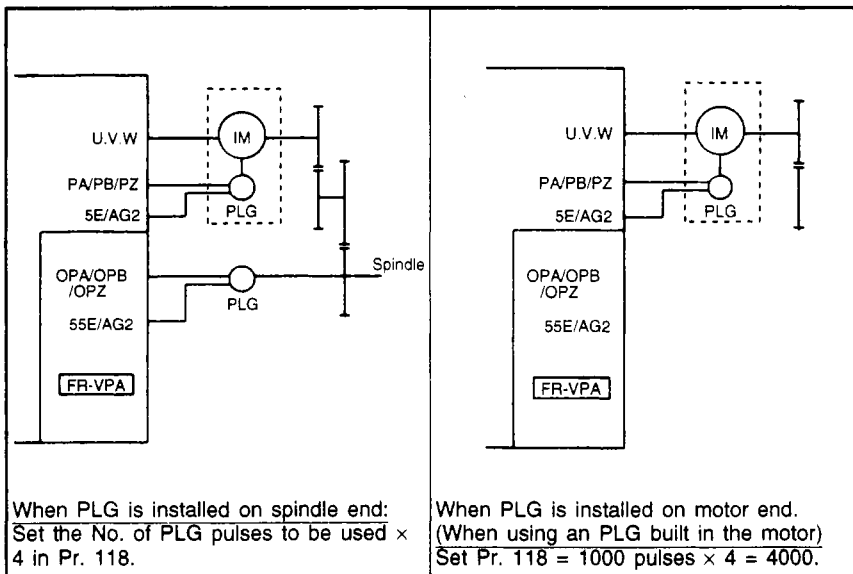 U.V.W
IM
PA/PB/PZ
5E/AG2
PLG
OPA/OPB
/OPZ
55E/AG2
PLG
Spindle
FR-VPA
When PLG is installed on spindle end:
Set the No. of PLG pulses to be used ×
4 in Pr. 118.
U.V.W
IM
PA/PB/PZ
5E/AG2
PLG
OPA/OPB
/OPZ
55E/AG2
FR-VPA
When PLG is installed on motor end.
(When using an PLG built in the motor)
Set Pr. 118 = 1000 pulses × 4 = 4000.